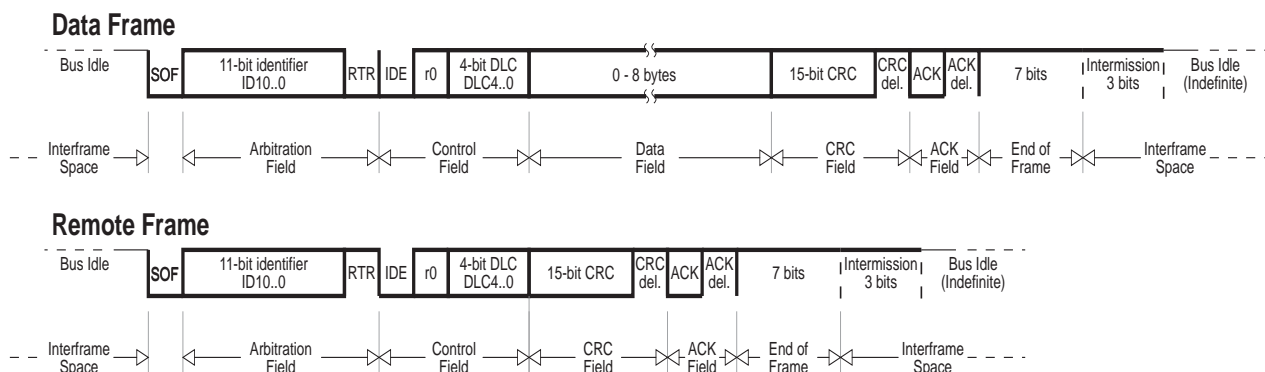 Data Frame
Bus Idle SOF 11-bit identifier ID10..0 RTR IDE r0 4-bit DLC DLC4..0 0 - 8 bytes 15-bit CRC CRC del. ACK ACK del. 7 bits Intermission 3 bits Bus Idle (Indefinite)
Interframe Space Arbitration Field Control Field Data Field CRC Field ACK Field End of Frame Interframe Space
Remote Frame
Bus Idle SOF 11-bit identifier ID10..0 RTR IDE r0 4-bit DLC DLC4..0 15-bit CRC CRC del. ACK ACK del. 7 bits Intermission 3 bits Bus Idle (Indefinite)
Interframe Space Arbitration Field Control Field CRC Field ACK Field End of Frame Interframe Space